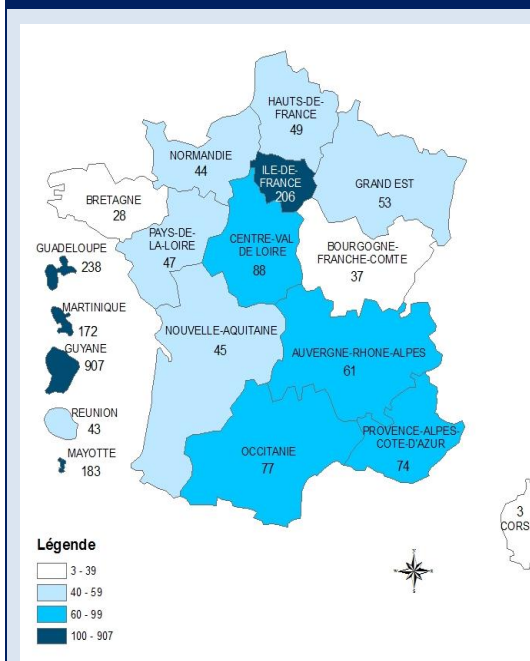 HAUTS-DE-
FRANCE
49
NORMANDIE
44
ILE-DE-
FRANCE
206
GRAND EST
53
BRETAGNE
28
PAYS-DE-
LA-LOIRE
47
CENTRE-VAL
DE LOIRE
88
BOURGOGNE-
FRANCHE-COMTE
37
GUADELOUPE
238
MARTINIQUE
172
GUYANE
907
REUNION
43
MAYOTTE
183
NOUVELLE-AQUITAINE
45
AUVERGNE-RHONE-ALPES
61
OCCITANIE
77
PROVENCE-ALPES-
COTE-D'AZUR
74
3
CORS
Légende
3 - 39
40 - 59
60 - 99
100 - 907